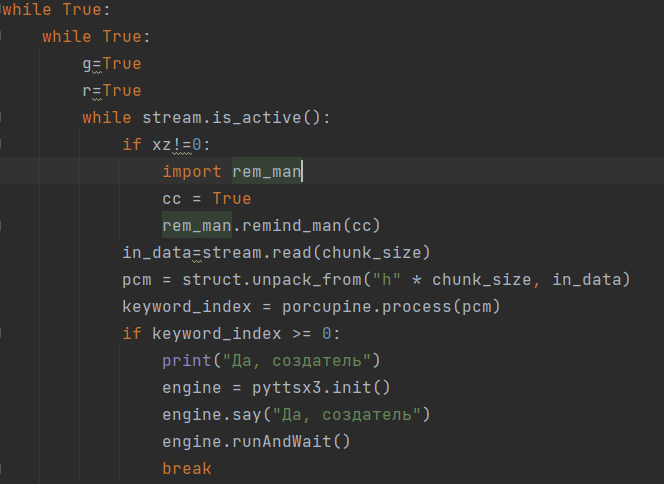 while True:
    while True:
        g=True
        r=True
        while stream.is_active():
            if xz!=0:
                import rem_man
                cc = True
                rem_man.remind_man(cc)
            in_data=stream.read(chunk_size)
            pcm = struct.unpack_from("h" * chunk_size, in_data)
            keyword_index = porcupine.process(pcm)
            if keyword_index >= 0:
                print("Да, создатель")
                engine = pyttsx3.init()
                engine.say("Да, создатель")
                engine.runAndWait()
                break